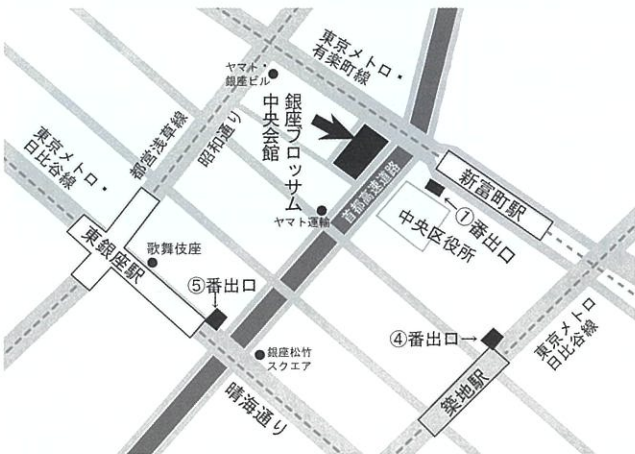 東京メトロ・
有楽町線
ヤマト・
銀座ビル
銀座ブロッサム
中央会館
都営浅草線
昭和通り
東京メトロ・
日比谷線
首都高速道路
新富町駅
①番出口
中央区役所
ヤマト運輸
歌舞伎座
東銀座駅
⑤番出口
銀座松竹
スクエア
晴海通り
④番出口→
築地駅
東京メトロ
日比谷線